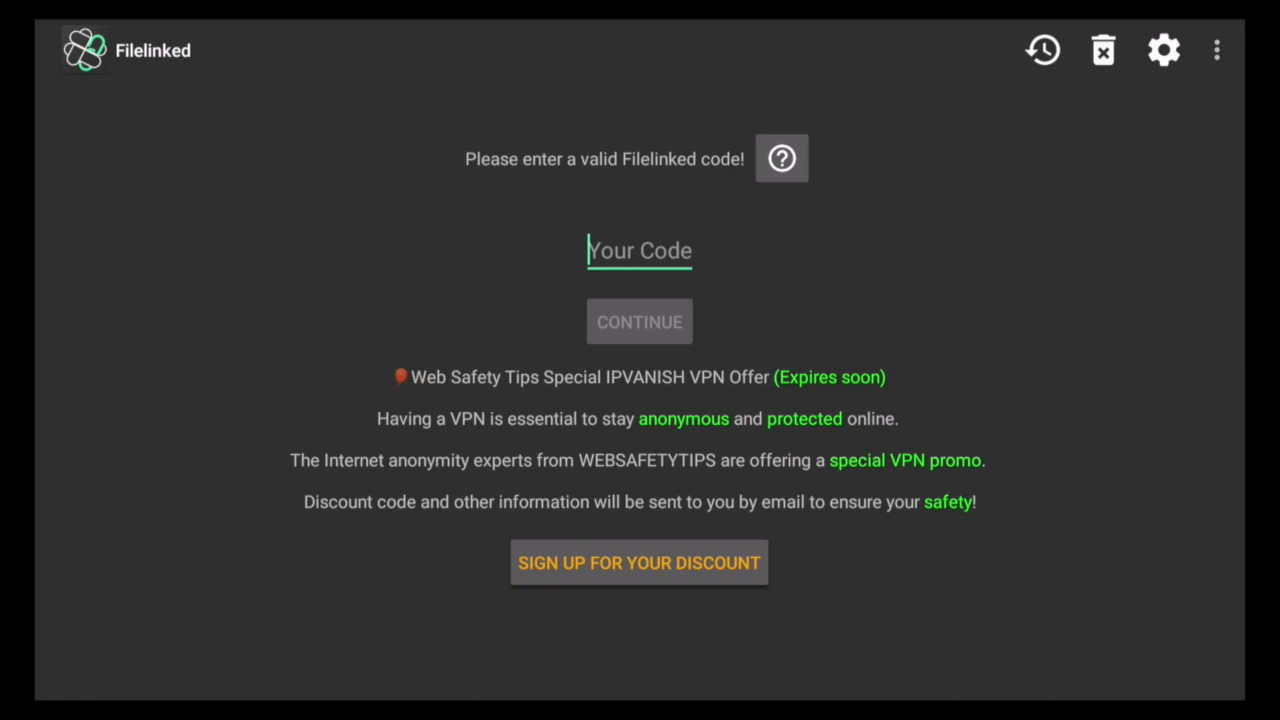 Filelinked
Please enter a valid Filelinked code!
Your Code
CONTINUE
Web Safety Tips Special IPVANISH VPN Offer (Expires soon)
Having a VPN is essential to stay anonymous and protected online.
The Internet anonymity experts from WEBSAFETYTIPS are offering a special VPN promo.
Discount code and other information will be sent to you by email to ensure your safety!
SIGN UP FOR YOUR DISCOUNT